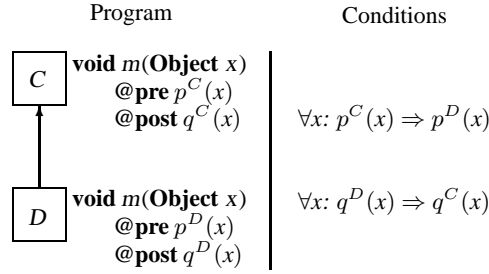 Program
Conditions
C
void m(Object x)
@pre p^C(x)
@post q^C(x)
∀x: p^C(x) ⇒ p^D(x)
D
void m(Object x)
@pre p^D(x)
@post q^D(x)
∀x: q^D(x) ⇒ q^C(x)